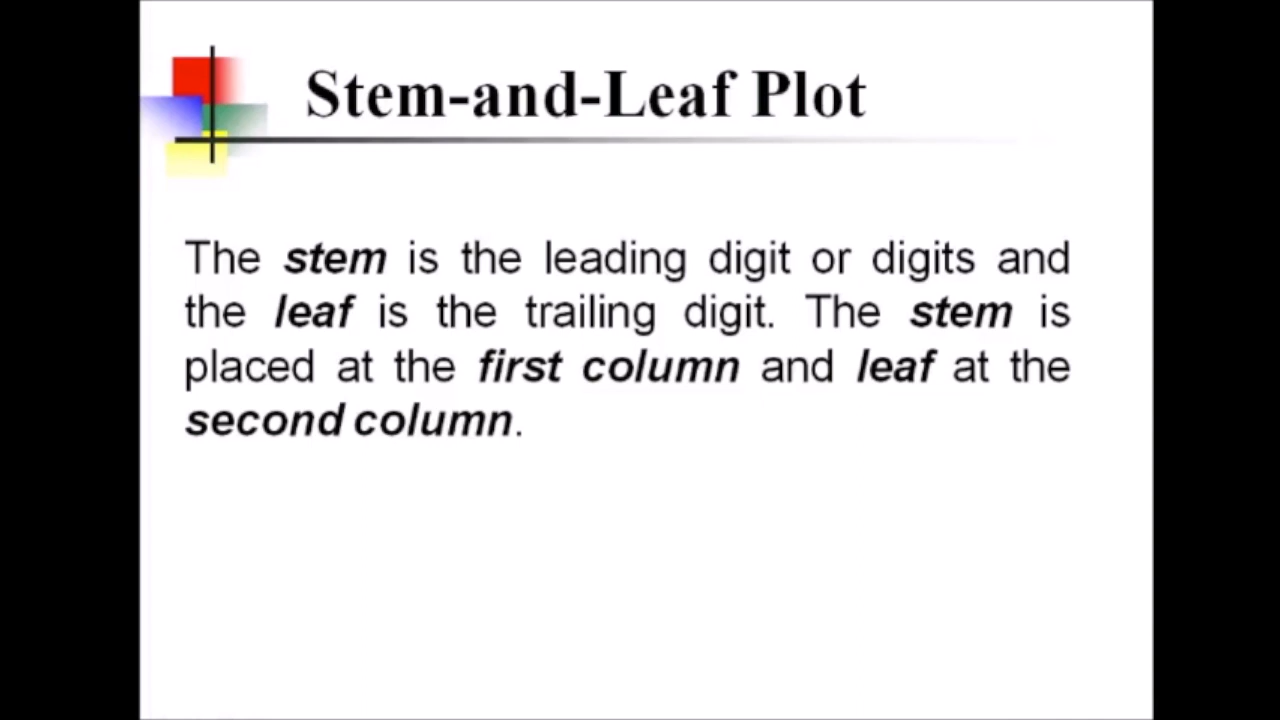 Stem-and-Leaf Plot
The stem is the leading digit or digits and
the leaf is the trailing digit. The stem is
placed at the first column and leaf at the
second column.